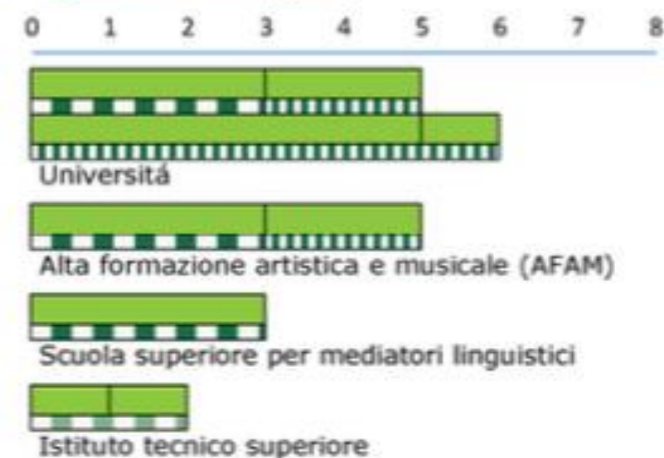 0 1 2 3 4 5 6 7 8
Universitá
Alta formazione artistica e musicale (AFAM)
Scuola superiore per mediatori linguistici
Istituto tecnico superiore